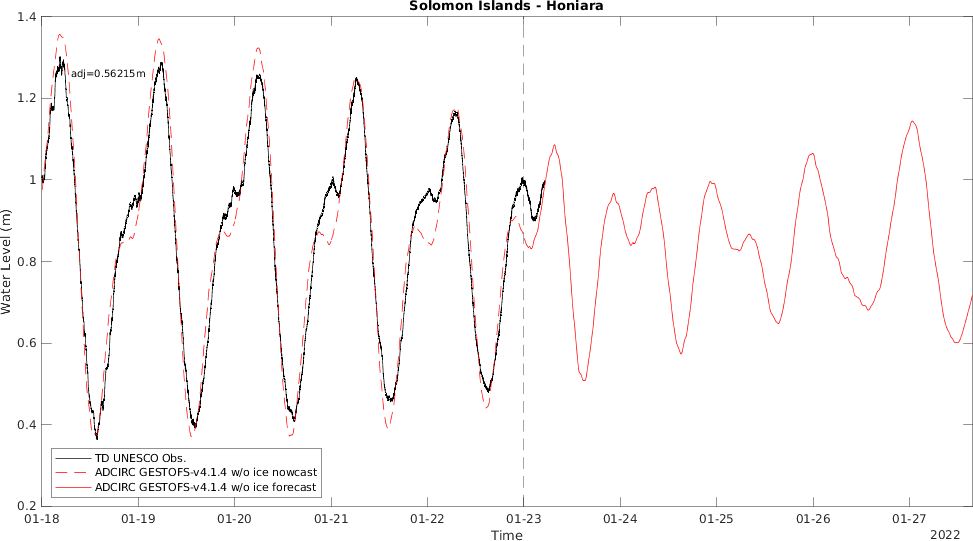 Solomon Islands - Honiara
1.4
adj=0.56215m
1.2
1
0.8
0.6
0.4
0.2
Water Level (m)
TD UNESCO Obs.
ADCIRC GESTOFS-v4.1.4 w/o ice nowcast
ADCIRC GESTOFS-v4.1.4 w/o ice forecast
01-18 01-19 01-20 01-21 01-22 01-23 01-24 01-25 01-26 01-27
Time
2022